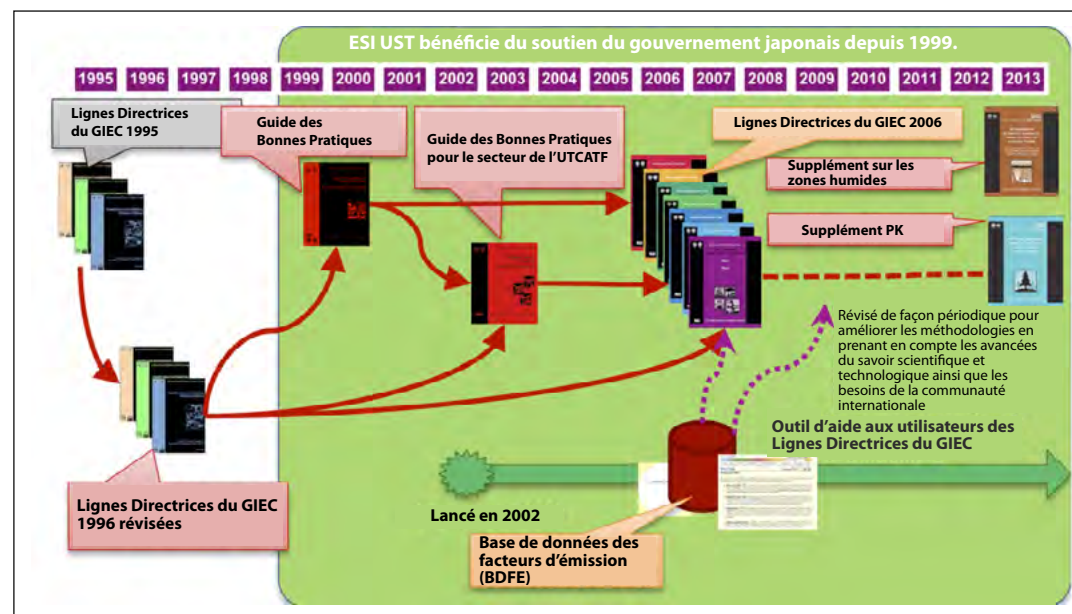 ESI UST bénéficie du soutien du gouvernement japonais depuis 1999.
1995 1996 1997 1998 1999 2000 2001 2002 2003 2004 2005 2006 2007 2008 2009 2010 2011 2012 2013
Lignes Directrices
du GIEC 1995
Guide des
Bonnes Pratiques
Guide des Bonnes Pratiques
pour le secteur de l’UTCATF
Lignes Directrices du GIEC 2006
Supplément sur les
zones humides
Supplément PK
Révisé de façon périodique pour
améliorer les méthodologies en
prenant en compte les avancées
du savoir scientifique et
technologique ainsi que les
besoins de la communauté
internationale
Outil d’aide aux utilisateurs des
Lignes Directrices du GIEC
Lignes Directrices du GIEC
1996 révisées
Lancé en 2002
Base de données des
facteurs d’émission
(BDFE)